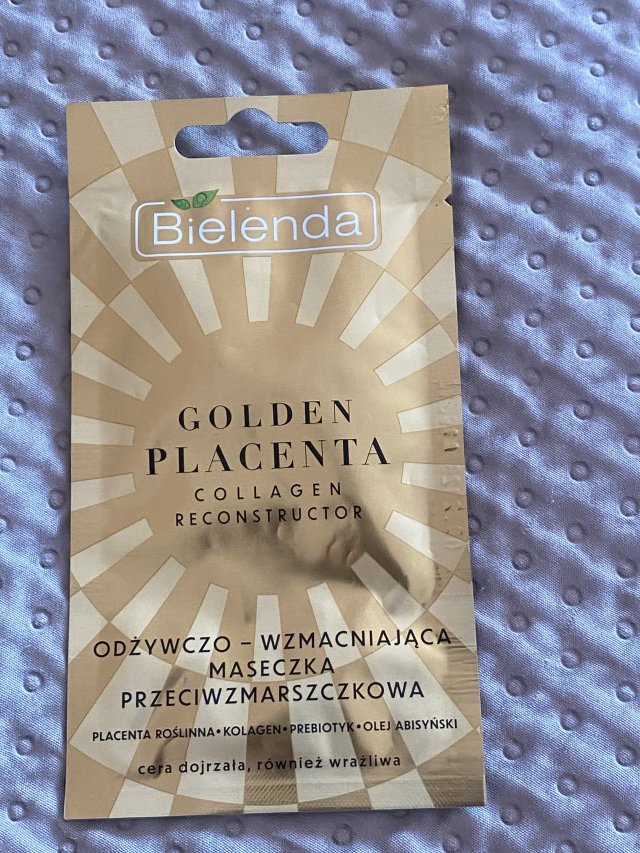 Bielenda
GOLDEN
PLACENTA
COLLAGEN
RECONSTRUCTOR
ODŻYWCZO – WZMACNIAJĄCA
MASECZKA
PRZECIWZMARSZCZKOWA
PLACENTA ROŚLINNA•KOLAGEN•PREBIOTYK•OLEJ ABISYŃSKI
cera dojrzała, również wrażliwa